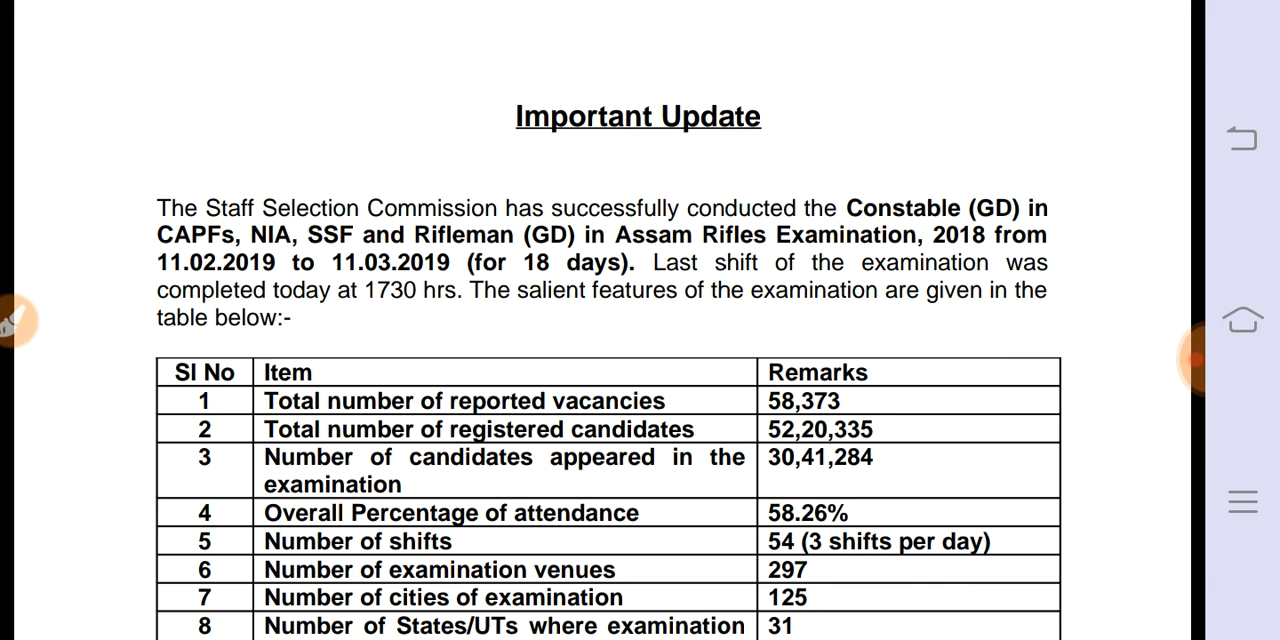 Important Update
The Staff Selection Commission has successfully conducted the Constable (GD) in
CAPFs, NIA, SSF and Rifleman (GD) in Assam Rifles Examination, 2018 from
11.02.2019 to 11.03.2019 (for 18 days). Last shift of the examination was
completed today at 1730 hrs. The salient features of the examination are given in the
table below:-
SI No Item Remarks
1 Total number of reported vacancies 58,373
2 Total number of registered candidates 52,20,335
3 Number of candidates appeared in the 30,41,284
examination
4 Overall Percentage of attendance 58.26%
5 Number of shifts 54 (3 shifts per day)
6 Number of examination venues 297
7 Number of cities of examination 125
8 Number of States/UTs where examination 31